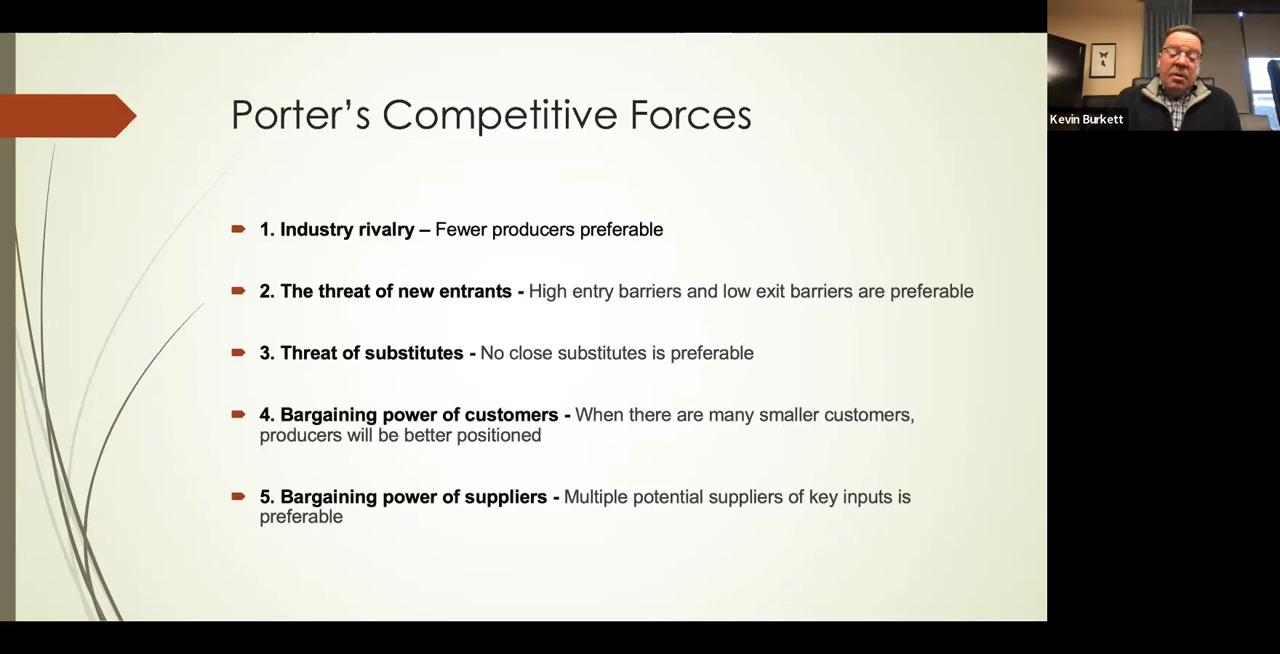 Porter’s Competitive Forces
1. Industry rivalry – Fewer producers preferable
2. The threat of new entrants - High entry barriers and low exit barriers are preferable
3. Threat of substitutes - No close substitutes is preferable
4. Bargaining power of customers - When there are many smaller customers,
producers will be better positioned
5. Bargaining power of suppliers - Multiple potential suppliers of key inputs is
preferable
Kevin Burkett